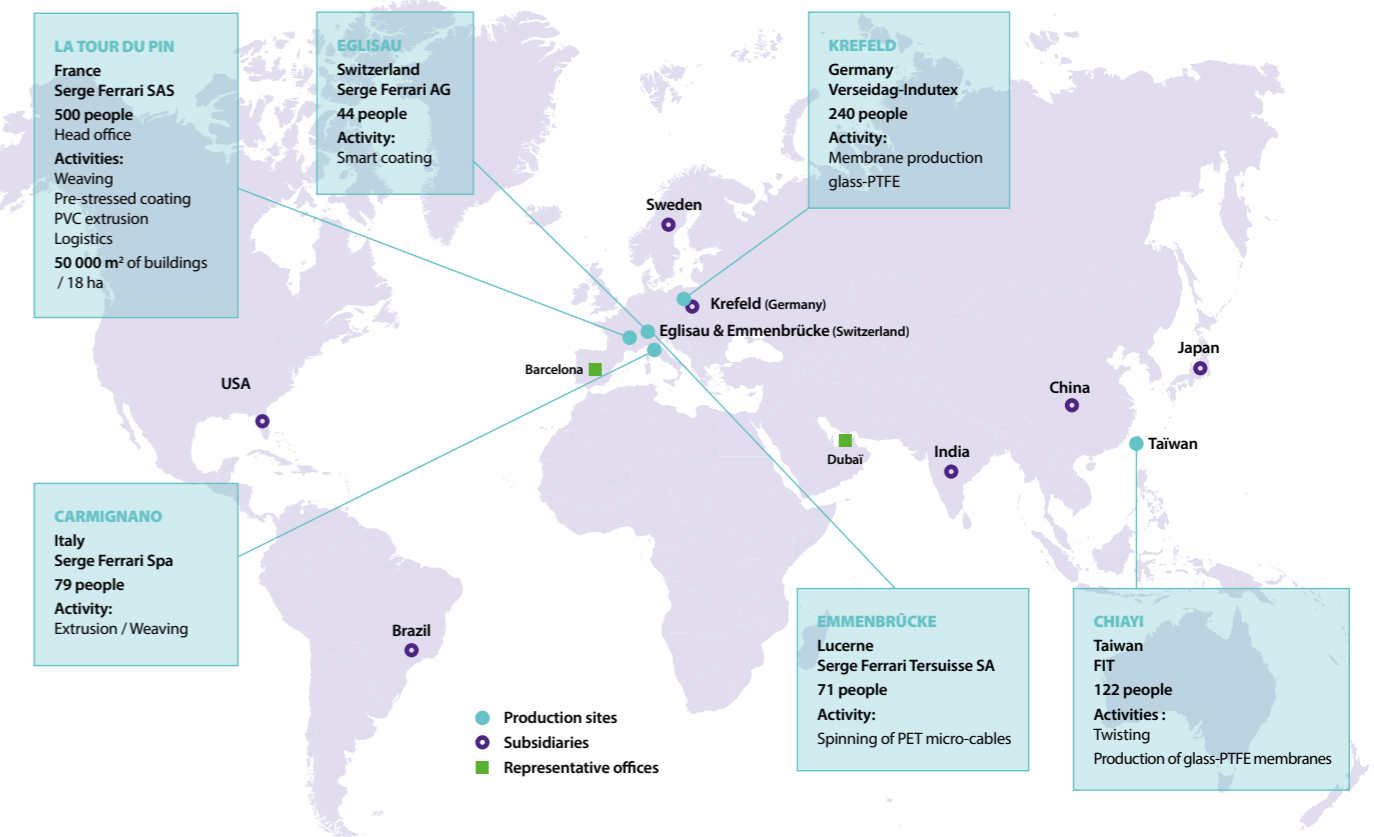 LA TOUR DU PIN
France
Serge Ferrari SAS
500 people
Head office
Activities:
Weaving
Pre-stressed coating
PVC extrusion
Logistics
50 000 m² of buildings
/ 18 ha
EGLISAU
Switzerland
Serge Ferrari AG
44 people
Activity:
Smart coating
KREFELD
Germany
Verseidag-Indutex
240 people
Activity:
Membrane production
glass-PTFE
Sweden
Krefeld (Germany)
Eglisau & Emmenbrücke (Switzerland)
Barcelona
USA
Japan
China
Taïwan
India
Dubaï
Brazil
CARMIGNANO
Italy
Serge Ferrari Spa
79 people
Activity:
Extrusion / Weaving
Production sites
Subsidiaries
Representative offices
EMMENBRÛCKE
Lucerne
Serge Ferrari Tersuisse SA
71 people
Activity:
Spinning of PET micro-cables
CHIAYI
Taiwan
FIT
122 people
Activities :
Twisting
Production of glass-PTFE membranes